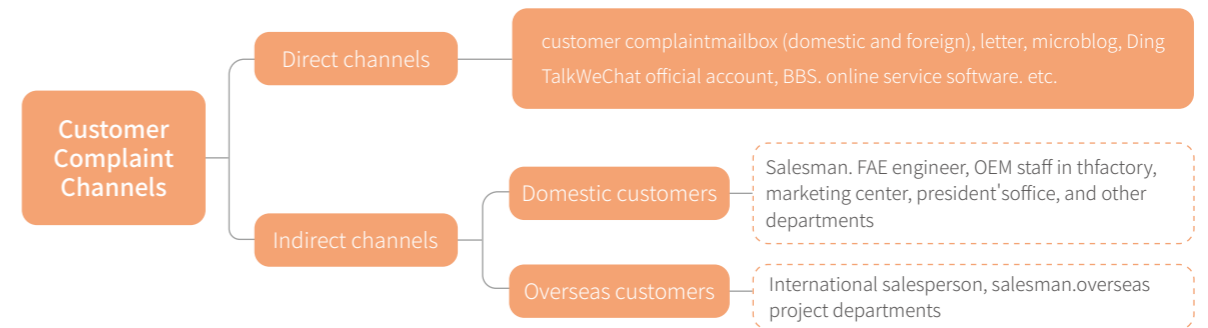 Customer
Complaint
Channels
Direct channels
customer complaintmailbox (domestic and foreign), letter, microblog, Ding
TalkWeChat official account, BBS. online service software. etc.
Indirect channels
Domestic customers
Salesman. FAE engineer, OEM staff in thfactory,
marketing center, president'soffice, and other
departments
Overseas customers
International salesperson, salesman.overseas
project departments